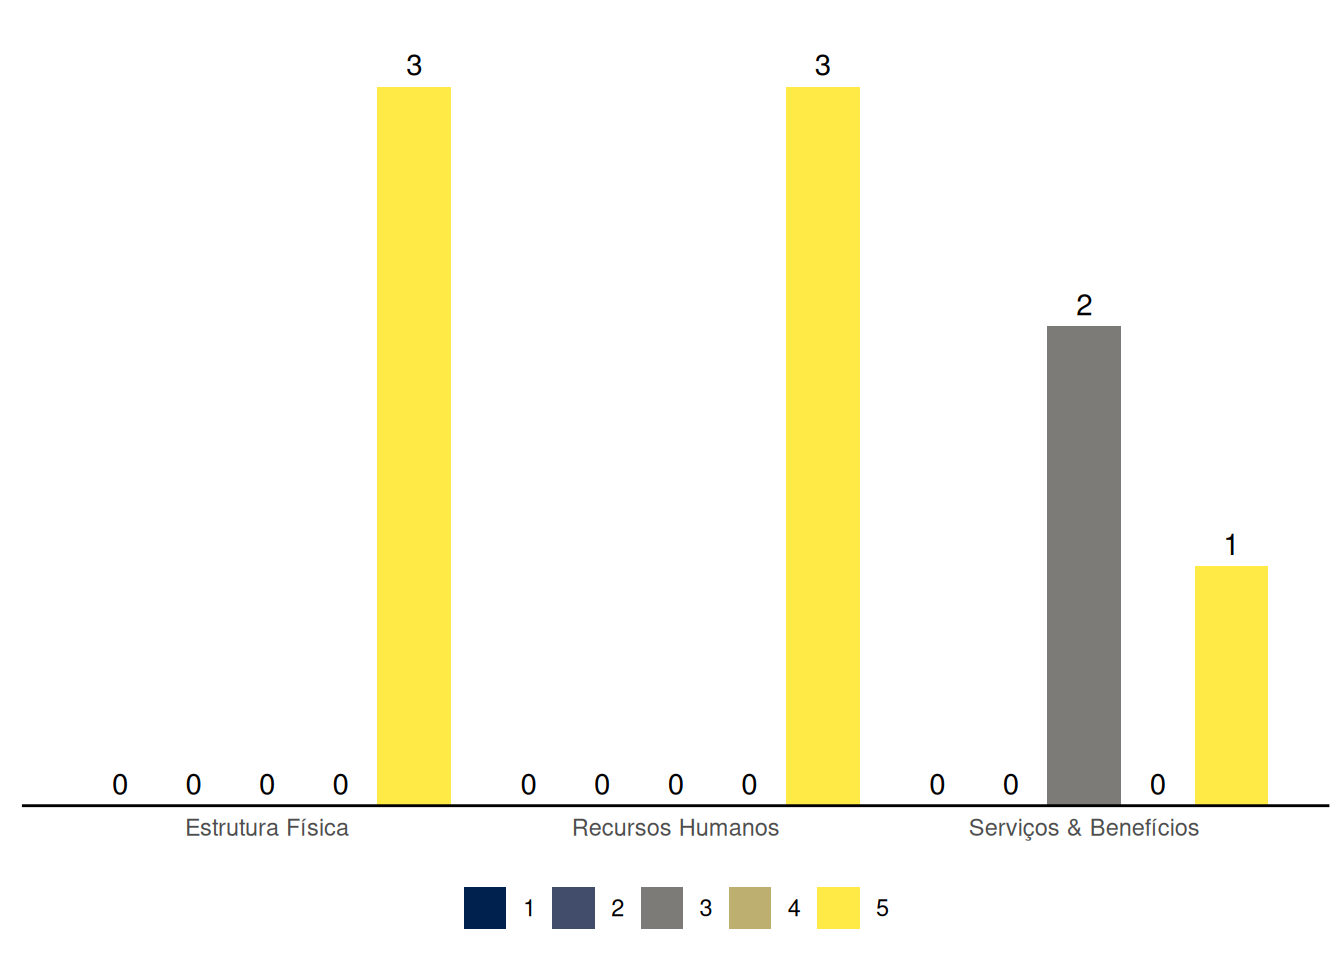 3 3
2
1
0 0 0 0 0 0 0 0 0 0 0
Estrutura Física Recursos Humanos Serviços & Benefícios
1 2 3 4 5